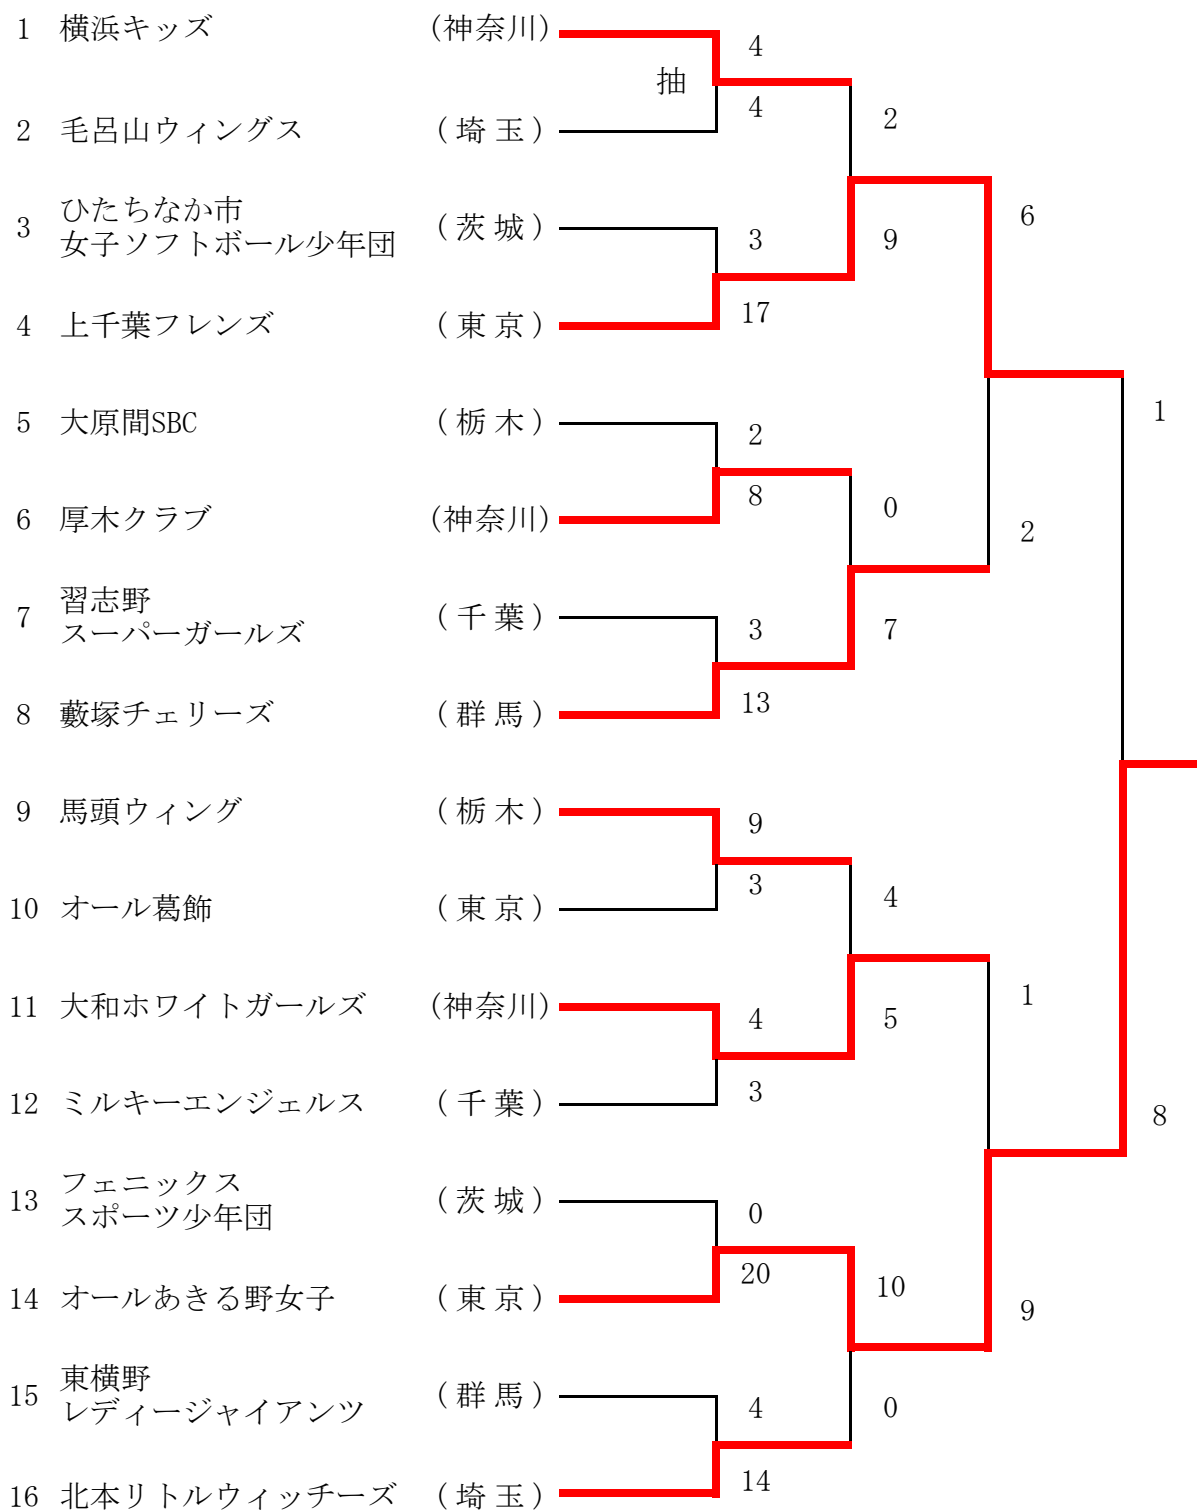 1 横浜キッズ (神奈川)
4
抽
4
2 毛呂山ウィングス (埼玉)
2
3 ひたちなか市
女子ソフトボール少年団 (茨城)
6
3
9
17
4 上千葉フレンズ (東京)
1
5 大原間SBC (栃木)
2
8
0
6 厚木クラブ (神奈川)
2
7 習志野
スーパーガールズ (千葉)
3
7
13
8 藪塚チェリーズ (群馬)
9 馬頭ウィング (栃木)
9
3
4
10 オール葛飾 (東京)
1
11 大和ホワイトガールズ (神奈川)
4
5
3
12 ミルキーエンジェルス (千葉)
8
13 フェニックス
スポーツ少年団 (茨城)
0
20
10
14 オールあきる野女子 (東京)
9
15 東横野
レディージャイアンツ (群馬)
4
0
14
16 北本リトルウィッチーズ (埼玉)